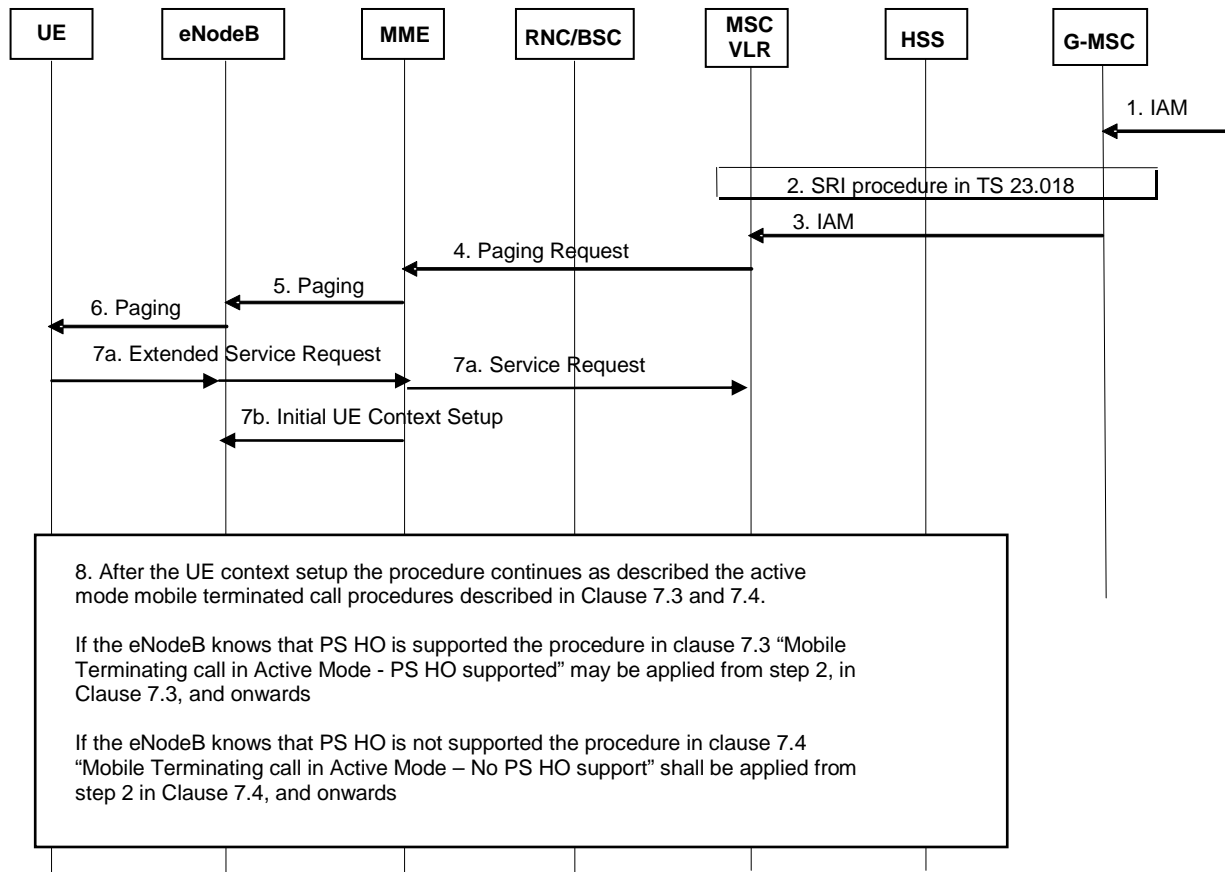 UE
eNodeB
MME
RNC/BSC
MSC
VLR
HSS
G-MSC
1. IAM
2. SRI procedure in TS 23.018
3. IAM
4. Paging Request
5. Paging
6. Paging
7a. Extended Service Request
7a. Service Request
7b. Initial UE Context Setup
8. After the UE context setup the procedure continues as described the active
mode mobile terminated call procedures described in Clause 7.3 and 7.4.
If the eNodeB knows that PS HO is supported the procedure in clause 7.3 “Mobile
Terminating call in Active Mode - PS HO supported” may be applied from step 2, in
Clause 7.3, and onwards
If the eNodeB knows that PS HO is not supported the procedure in clause 7.4
“Mobile Terminating call in Active Mode – No PS HO support” shall be applied from
step 2 in Clause 7.4, and onwards